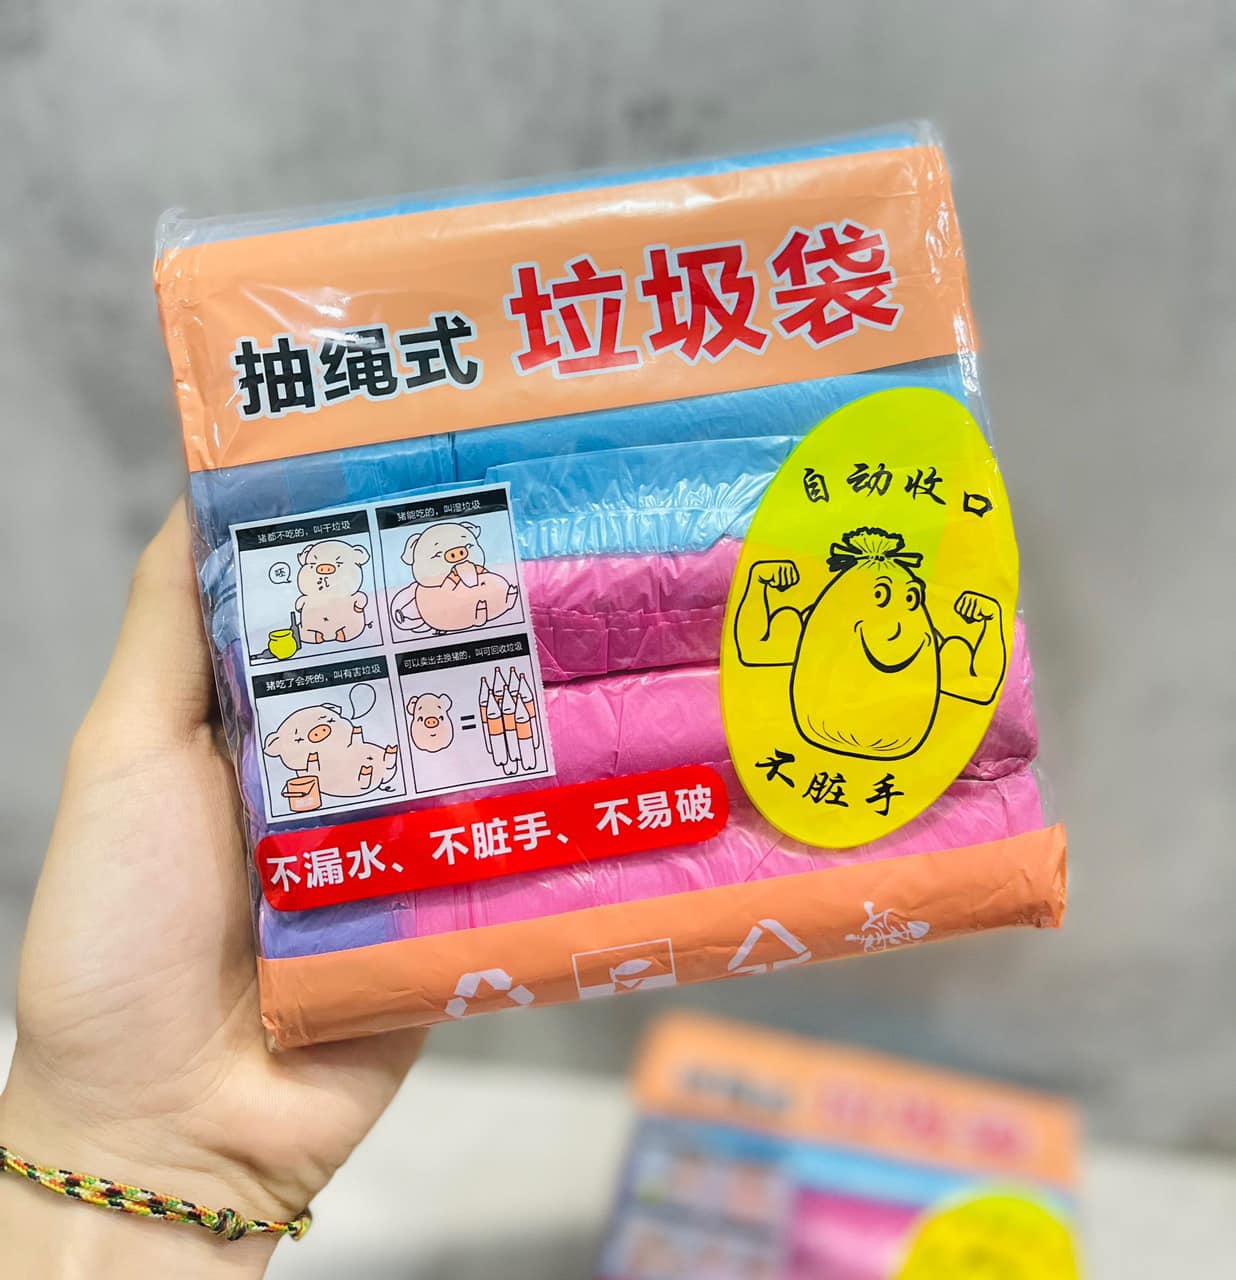 抽绳式 垃圾袋
自动收口
猪都不吃的，叫干垃圾
猪能吃的，叫湿垃圾
猪吃了会死的，叫有害垃圾
可以卖出去换猪的，叫可回收垃圾
=
不脏手
不漏水、不脏手、不易破